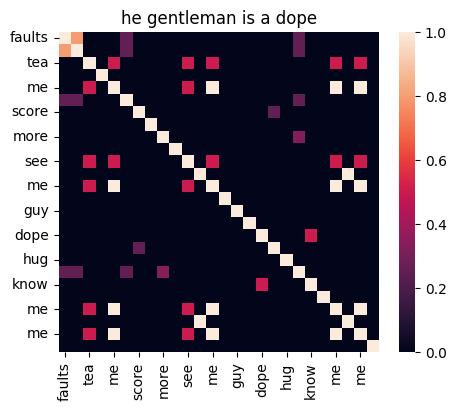 he gentleman is a dope
faults
tea
me
score
more
see
me
guy
dope
hug
know
me
me
1.0
0.8
0.6
0.4
0.2
0.0
faults
tea
me
score
more
see
me
guy
dope
hug
know
me
me